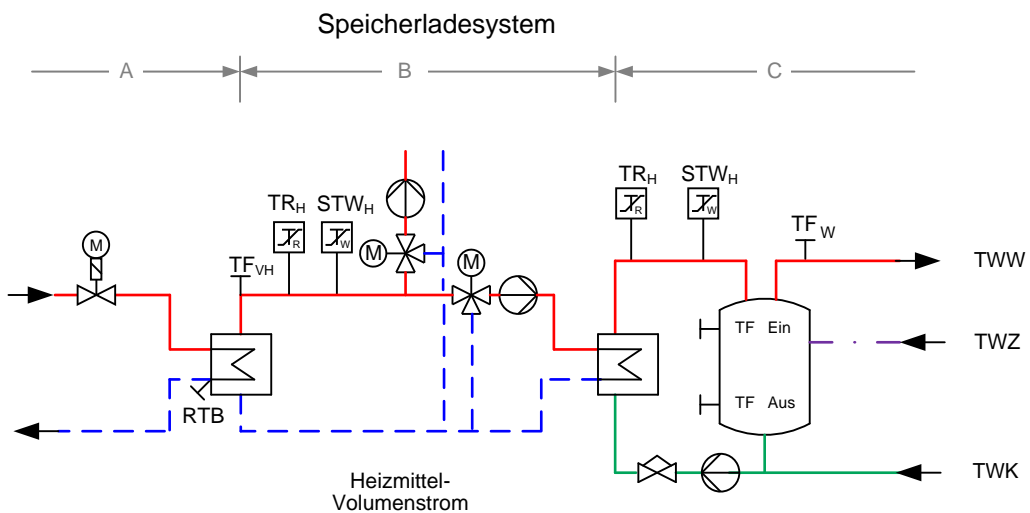 Speicherladesystem
A
B
C
TRH
STWH
TRH
STWH
TFW
M
R
W
M
M
R
W
TFVH
TWW
TF Ein
TWZ
RTB
TF Aus
TWK
Heizmittel-
Volumenstrom